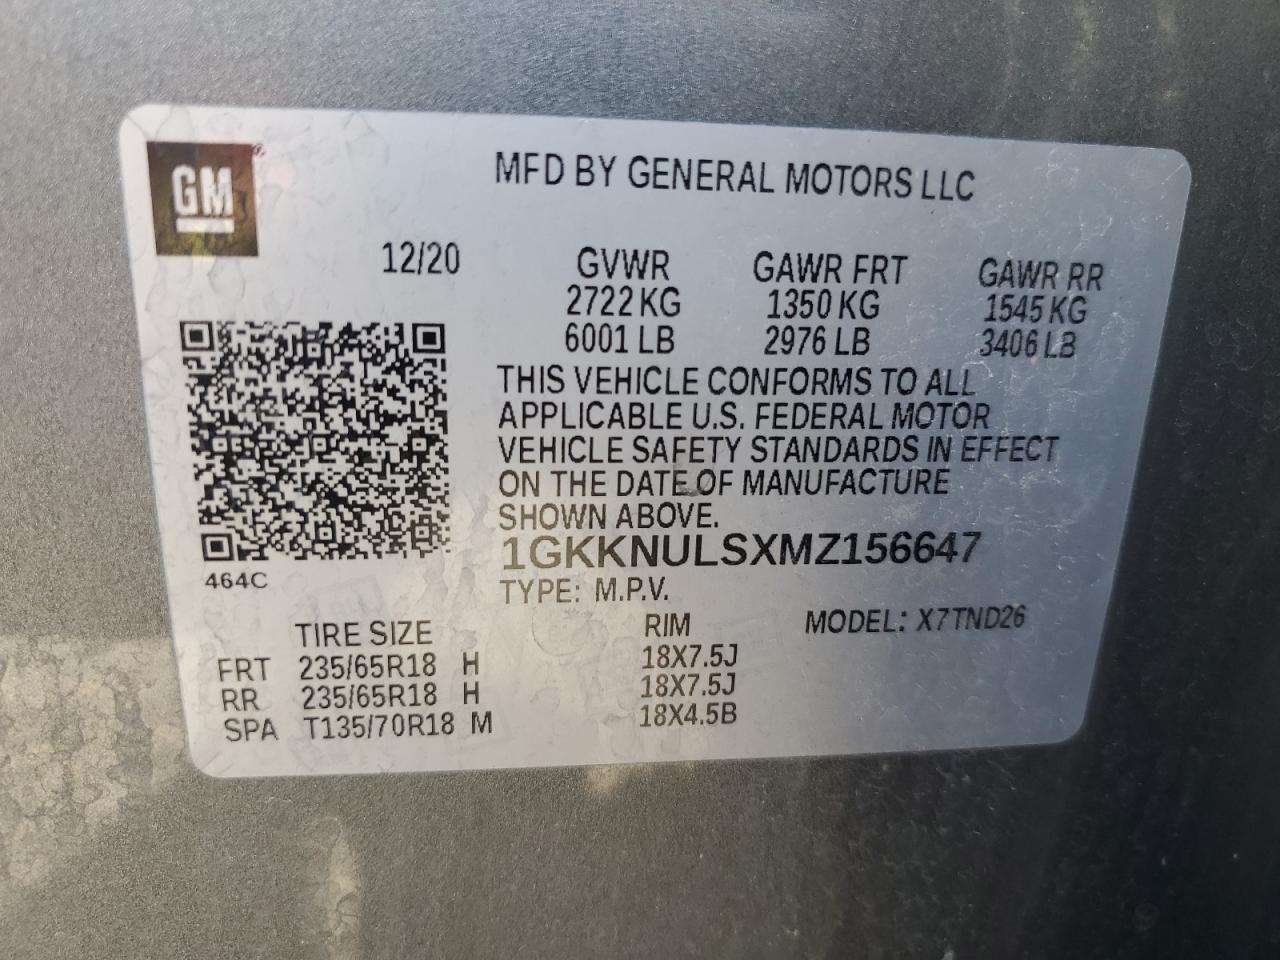 GM
MFD BY GENERAL MOTORS LLC
12/20 GVWR GAWR FRT GAWR RR
2722 KG 1350 KG 1545 KG
6001 LB 2976 LB 3406 LB
THIS VEHICLE CONFORMS TO ALL
APPLICABLE U.S. FEDERAL MOTOR
VEHICLE SAFETY STANDARDS IN EFFECT
ON THE DATE OF MANUFACTURE
SHOWN ABOVE.
1GKKNULSXMZ156647
464C TYPE: M.P.V.
TIRE SIZE RIM MODEL: X7TND26
FRT 235/65R18 H 18X7.5J
RR 235/65R18 H 18X7.5J
SPA T135/70R18 M 18X4.5B